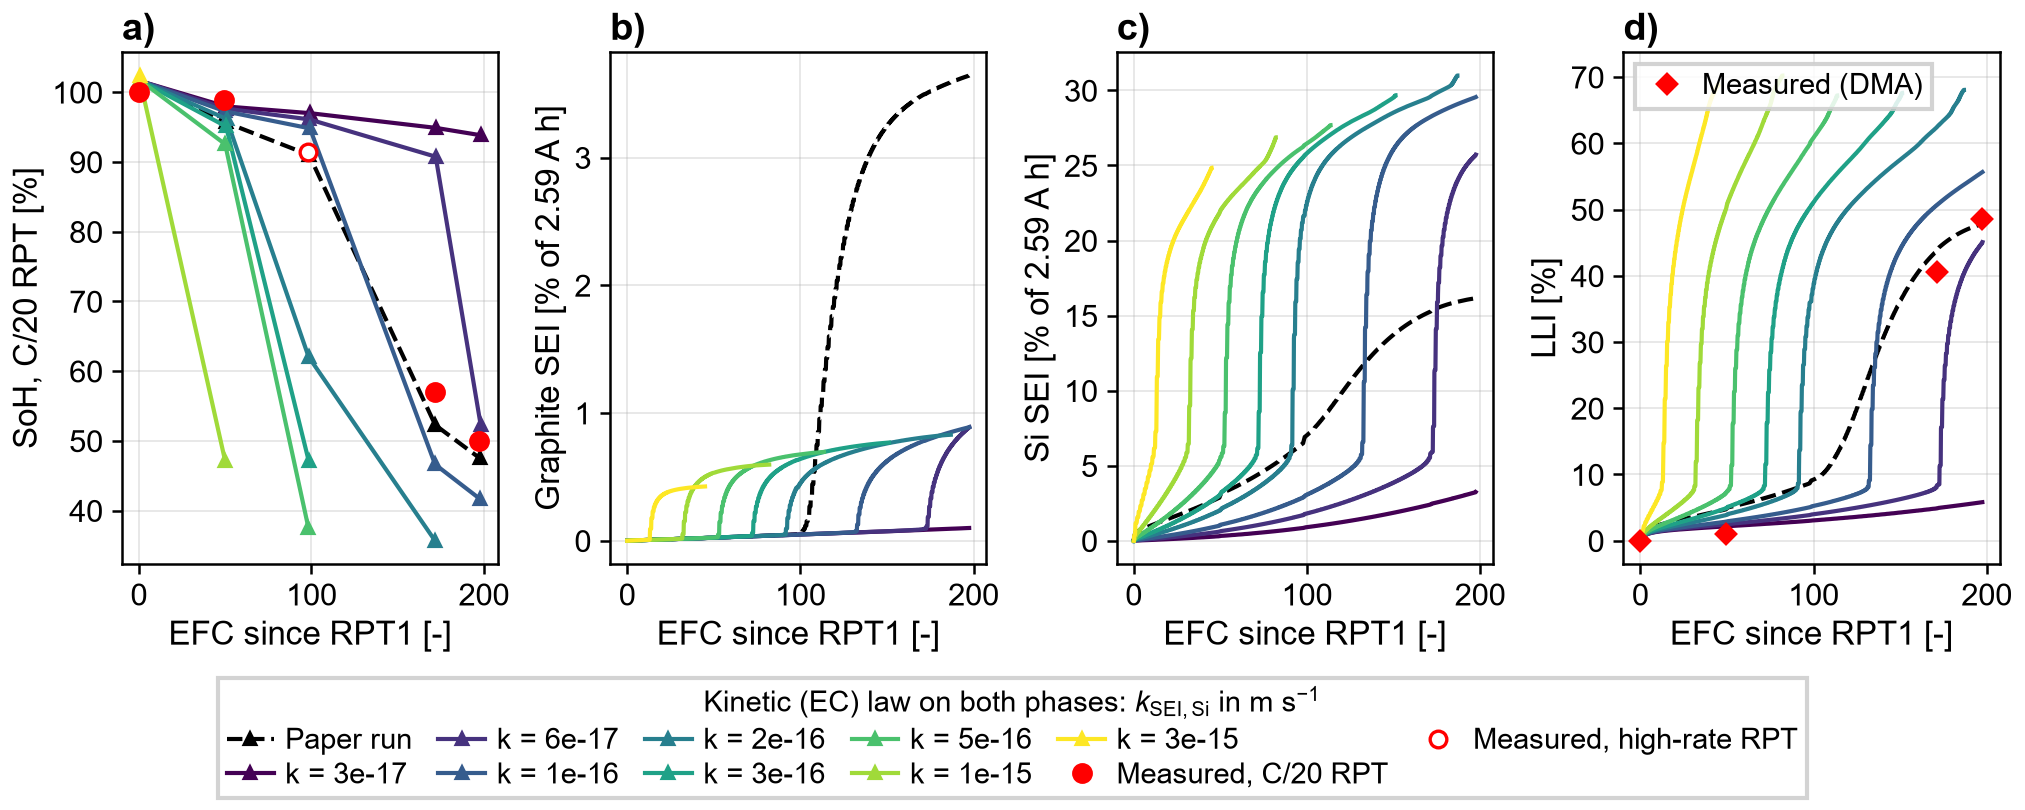 a)
b)
c)
d)
SoH, C/20 RPT [%]
100
90
80
70
60
50
40
0
100
200
EFC since RPT1 [-]
Graphite SEI [% of 2.59 A h]
3
2
1
0
0
100
200
EFC since RPT1 [-]
Si SEI [% of 2.59 A h]
30
25
20
15
10
5
0
0
100
200
EFC since RPT1 [-]
LLI [%]
70
60
50
40
30
20
10
0
0
100
200
EFC since RPT1 [-]
Measured (DMA)
Kinetic (EC) law on both phases: k_SEI, Si in m s⁻¹
Paper run
k = 3e-17
k = 6e-17
k = 1e-16
k = 2e-16
k = 3e-16
k = 5e-16
k = 1e-15
k = 3e-15
Measured, C/20 RPT
Measured, high-rate RPT